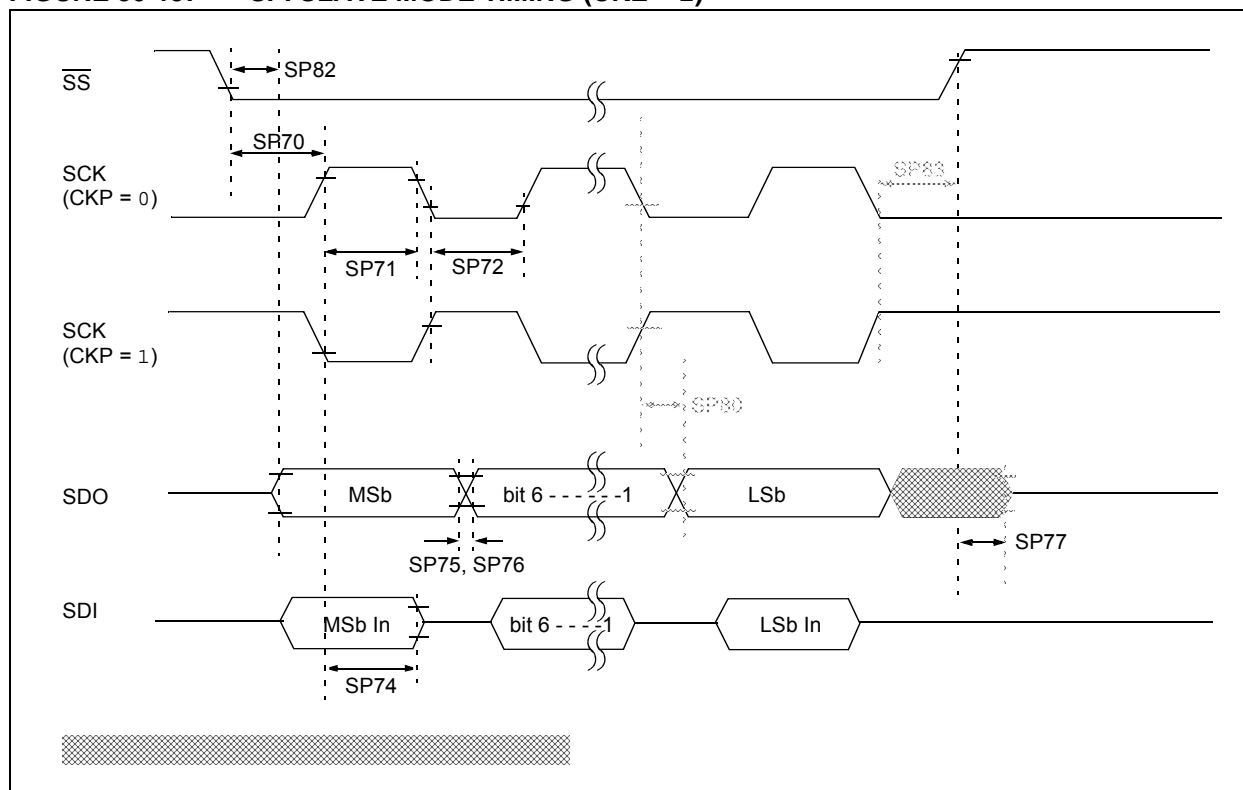 SS
SP82
SP70
SCK
(CKP = 0)
SP83
SP71
SP72
SCK
(CKP = 1)
SP80
SDO
MSb
bit 6 - - - - - -1
LSb
SP75, SP76
SP77
SDI
MSb In
bit 6 - - - -1
LSb In
SP74